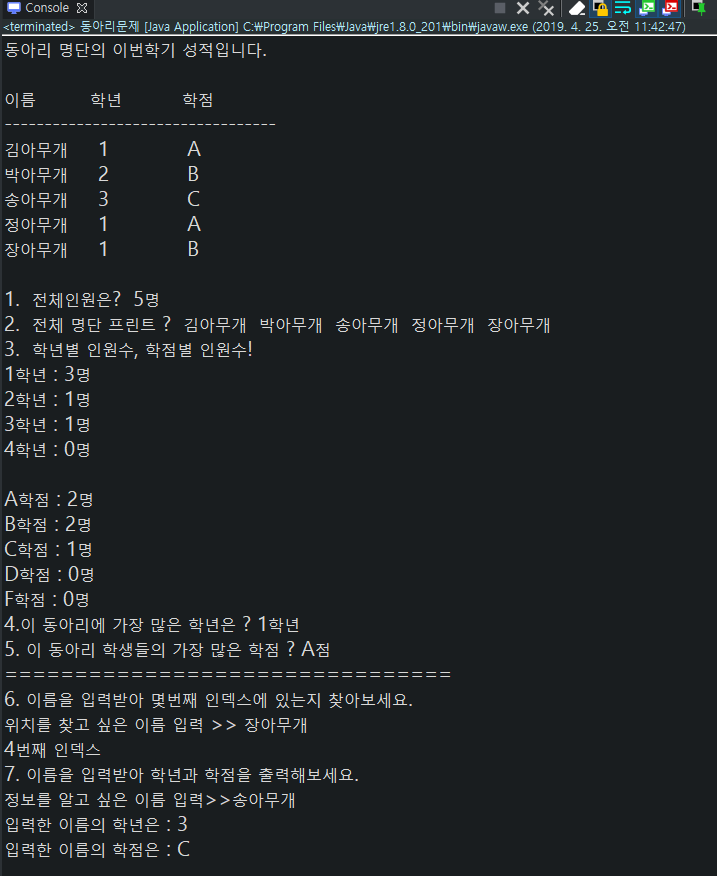 Console
<terminated> 동아리문제 [Java Application] C:₩Program Files₩Java₩jre1.8.0_201₩bin₩javaw.exe (2019. 4. 25. 오전 11:42:47)
동아리 명단의 이번학기 성적입니다.
이름 학년 학점
----------------------------------
김아무개 1 A
박아무개 2 B
송아무개 3 C
정아무개 1 A
장아무개 1 B
1. 전체인원은? 5명
2. 전체 명단 프린트 ? 김아무개 박아무개 송아무개 정아무개 장아무개
3. 학년별 인원수, 학점별 인원수!
1학년 : 3명
2학년 : 1명
3학년 : 1명
4학년 : 0명
A학점 : 2명
B학점 : 2명
C학점 : 1명
D학점 : 0명
F학점 : 0명
4.이 동아리에 가장 많은 학년은 ? 1학년
5. 이 동아리 학생들의 가장 많은 학점 ? A점
================================
6. 이름을 입력받아 몇번째 인덱스에 있는지 찾아보세요.
위치를 찾고 싶은 이름 입력 >> 장아무개
4번째 인덱스
7. 이름을 입력받아 학년과 학점을 출력해보세요.
정보를 알고 싶은 이름 입력>>송아무개
입력한 이름의 학년은 : 3
입력한 이름의 학점은 : C